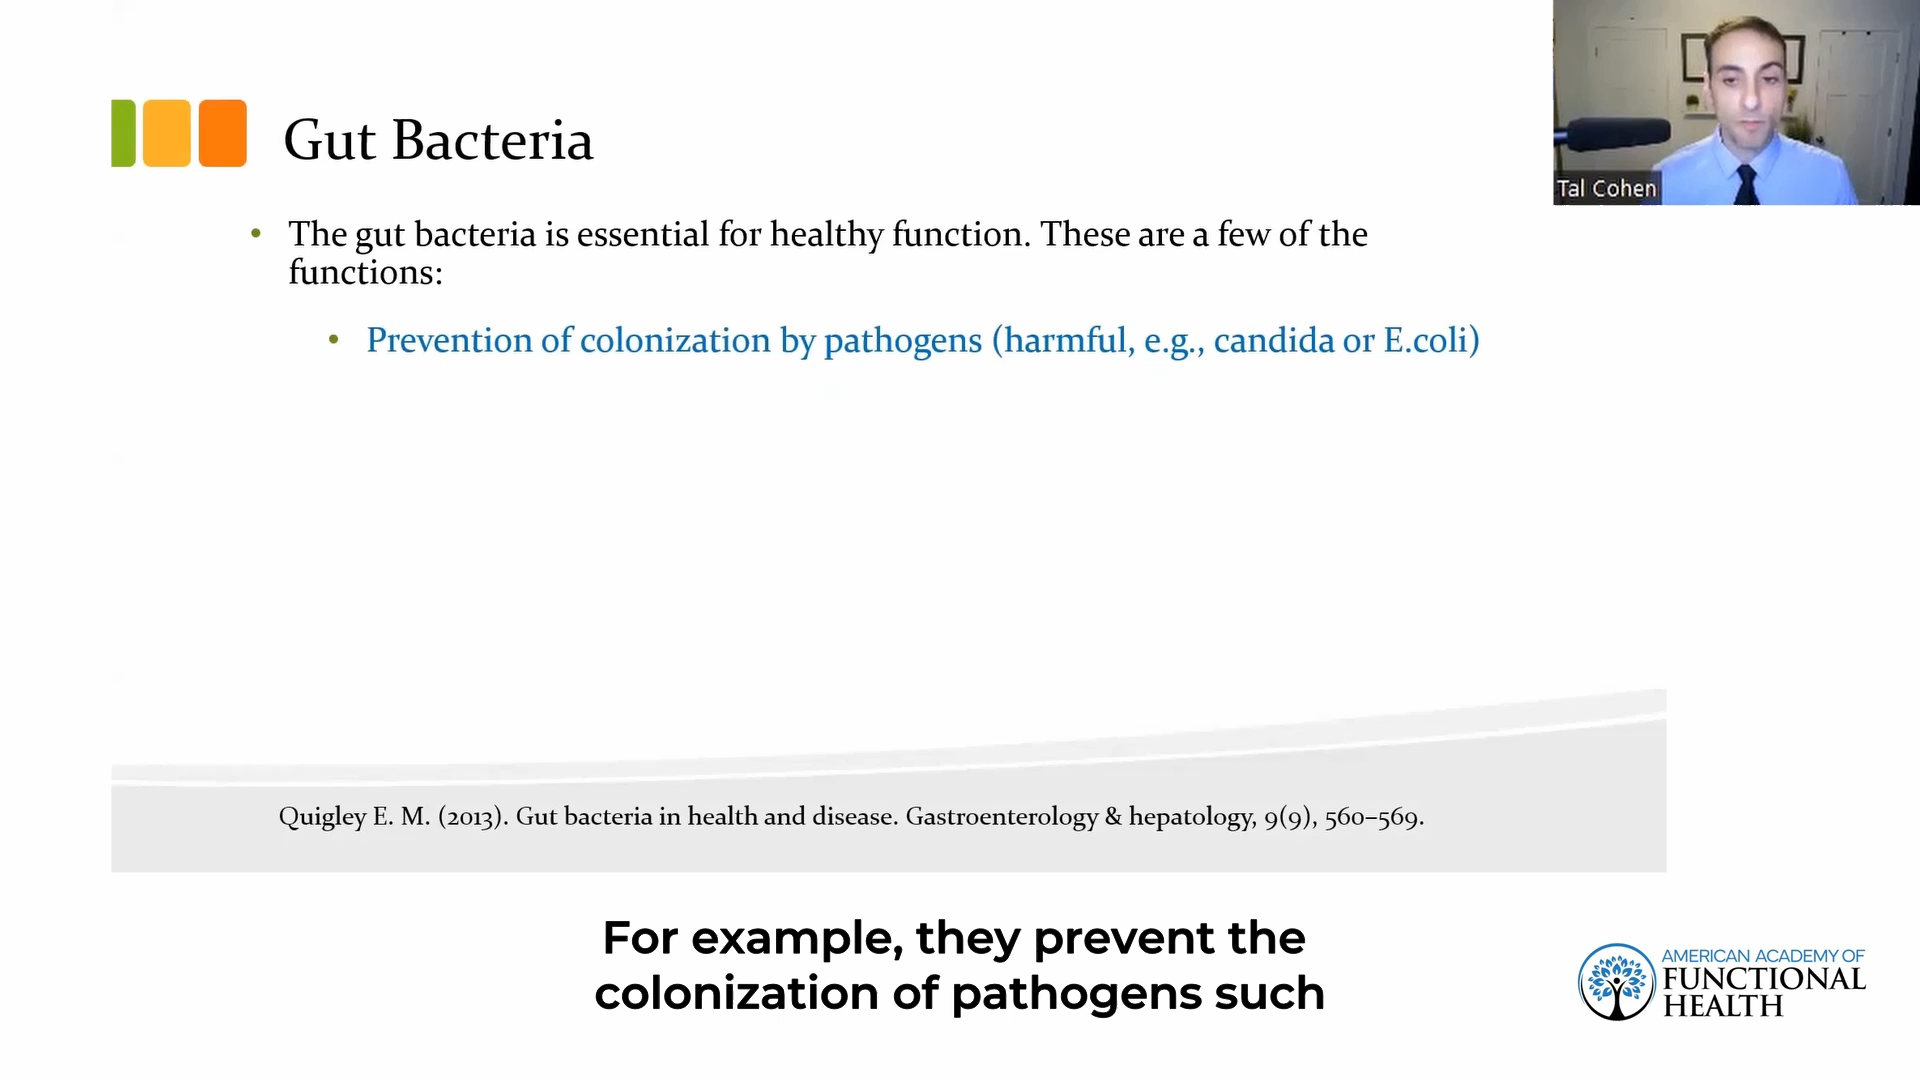 Gut Bacteria
Tal Cohen
• The gut bacteria is essential for healthy function. These are a few of the
functions:
• Prevention of colonization by pathogens (harmful, e.g., candida or E.coli)
Quigley E. M. (2013). Gut bacteria in health and disease. Gastroenterology & hepatology, 9(9), 560–569.
For example, they prevent the
colonization of pathogens such
AMERICAN ACADEMY OF
FUNCTIONAL
HEALTH